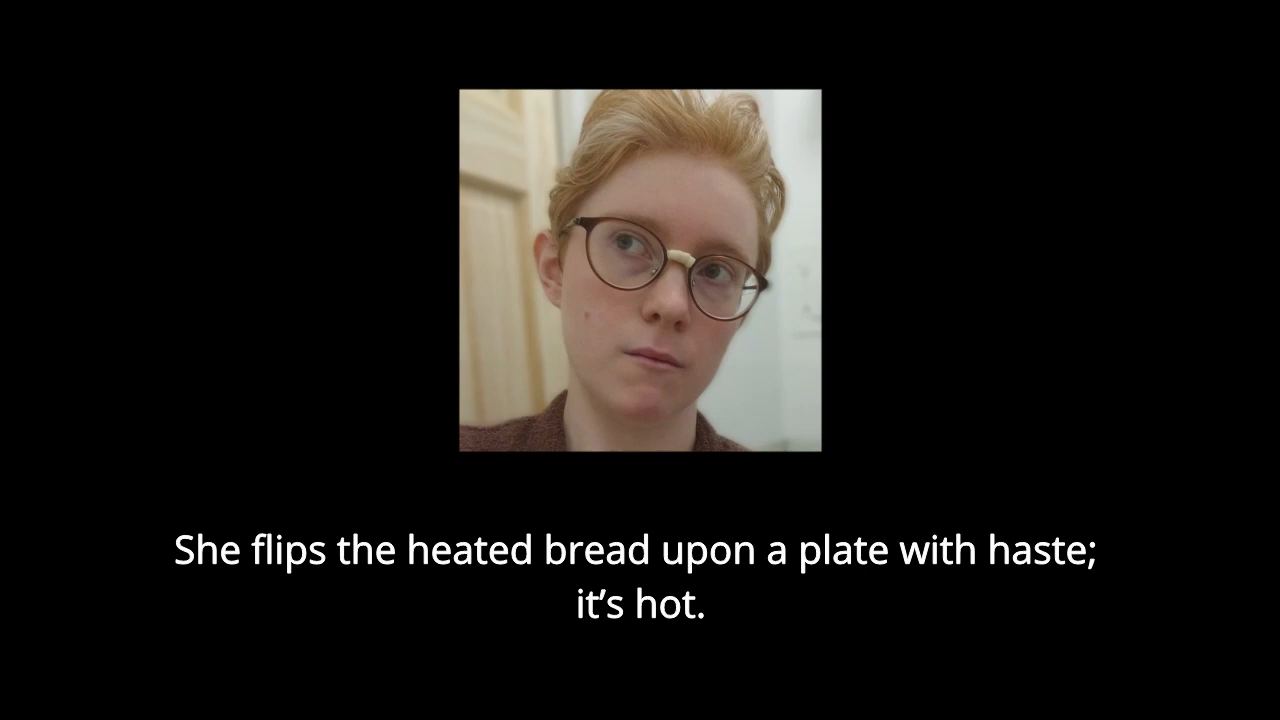 She flips the heated bread upon a plate with haste;
it’s hot.